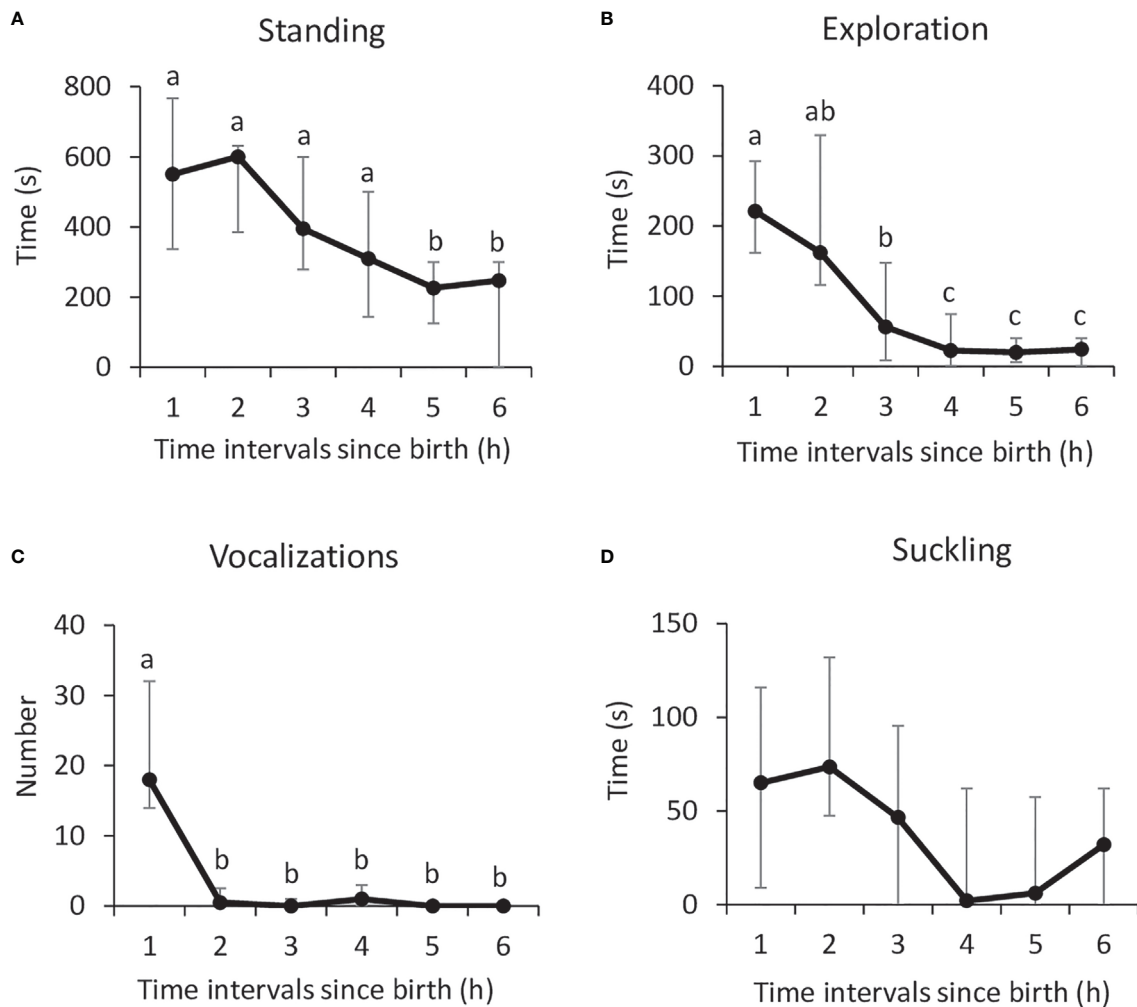 A
Standing
800
600
400
200
0
Time (s)
a
a
a
a
b
b
1 2 3 4 5 6
Time intervals since birth (h)
B
Exploration
400
300
200
100
0
Time (s)
a
ab
b
c
c
c
1 2 3 4 5 6
Time intervals since birth (h)
C
Vocalizations
40
30
20
10
0
Number
a
b
b
b
b
b
1 2 3 4 5 6
Time intervals since birth (h)
D
Suckling
150
100
50
0
Time (s)
1 2 3 4 5 6
Time intervals since birth (h)